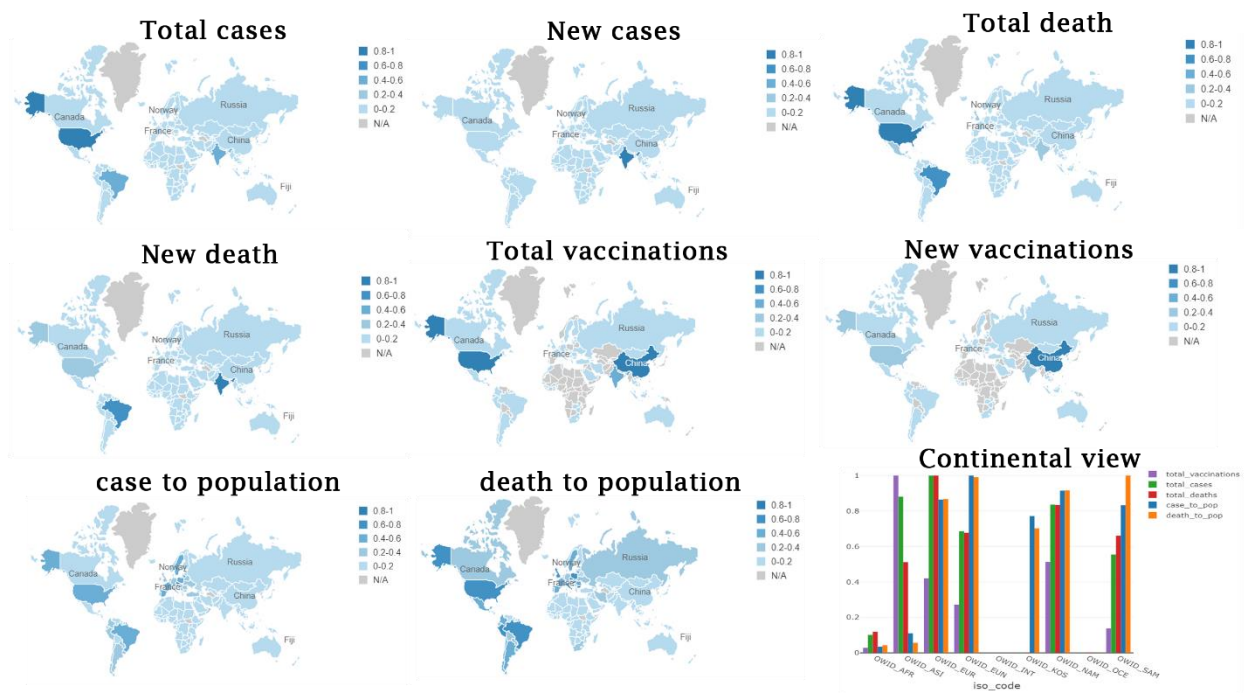 Total cases
0.8-1
0.6-0.8
0.4-0.6
0.2-0.4
0-0.2
N/A
Norway
Russia
Canada
France
China
Fiji
New cases
0.8-1
0.6-0.8
0.4-0.6
0.2-0.4
0-0.2
N/A
Norway
Russia
Canada
France
China
Total death
0.8-1
0.6-0.8
0.4-0.6
0.2-0.4
0-0.2
N/A
Norway
Russia
Canada
France
China
Fiji
New death
0.8-1
0.6-0.8
0.4-0.6
0.2-0.4
0-0.2
N/A
Norway
Russia
Canada
France
China
Fiji
Total vaccinations
0.8-1
0.6-0.8
0.4-0.6
0.2-0.4
0-0.2
N/A
Russia
Canada
France
China
New vaccinations
0.8-1
0.6-0.8
0.4-0.6
0.2-0.4
0-0.2
N/A
Russia
Canada
France
China
case to population
0.8-1
0.6-0.8
0.4-0.6
0.2-0.4
0-0.2
N/A
Norway
Russia
Canada
France
China
Fiji
death to population
0.8-1
0.6-0.8
0.4-0.6
0.2-0.4
0-0.2
N/A
Norway
Russia
Canada
France
China
Fiji
Continental view
total_vaccinations
total_cases
total_deaths
case_to_pop
death_to_pop
1
0.8
0.6
0.4
0.2
0
OWID_AFR
OWID_ASI
OWID_EUR
OWID_EUN
OWID_INT
OWID_KOS
OWID_NAM
OWID_OCE
OWID_SAM
iso_code